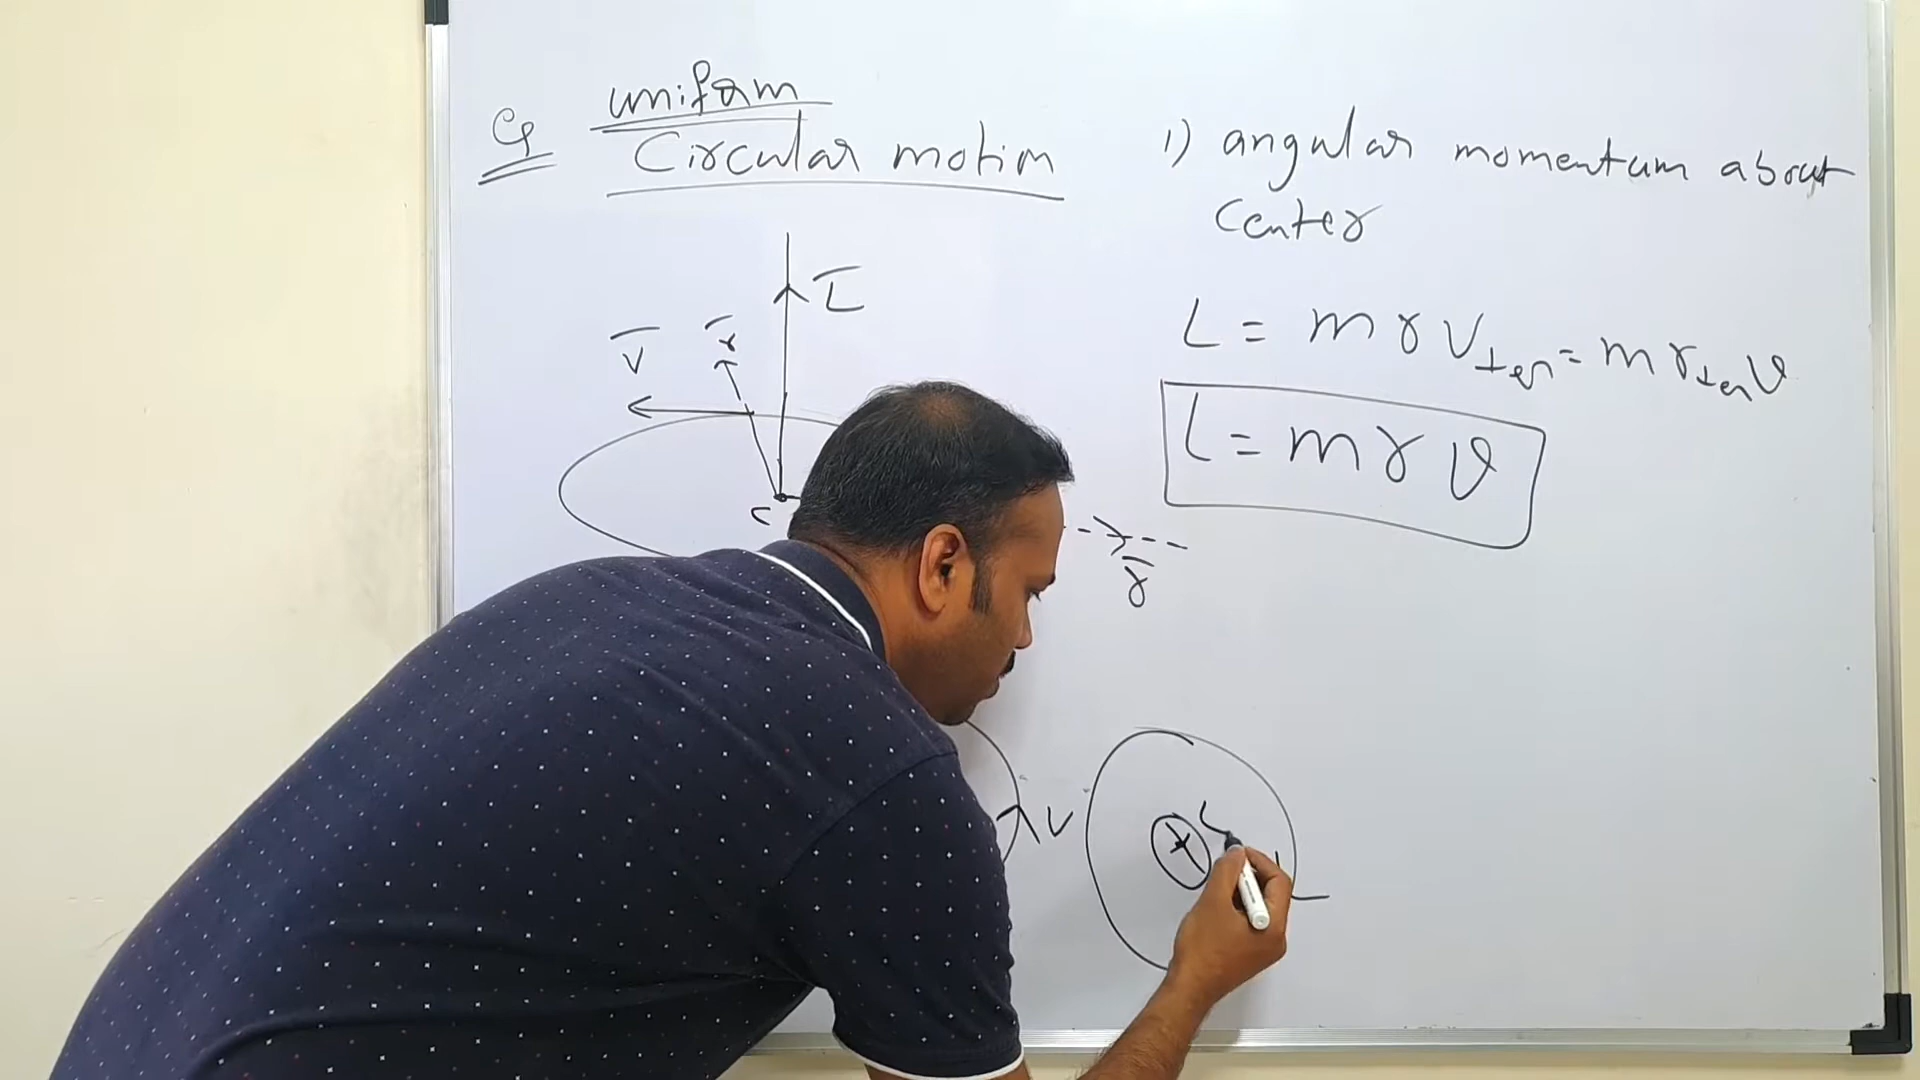 Q uniform
Circular motion
1) angular momentum about
Center
L = m r v⊥er = m r⊥er v
L = m r v
L
v r
C
r
v
L